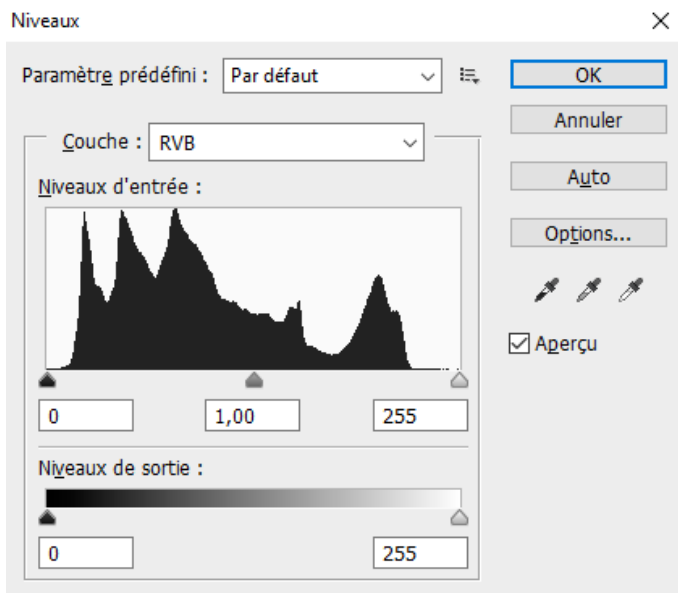 Niveaux
Paramètre prédéfini : Par défaut
OK
Annuler
Couche : RVB
Niveaux d'entrée :
Auto
Options...
Aperçu
0 1,00 255
Niveaux de sortie :
0 255